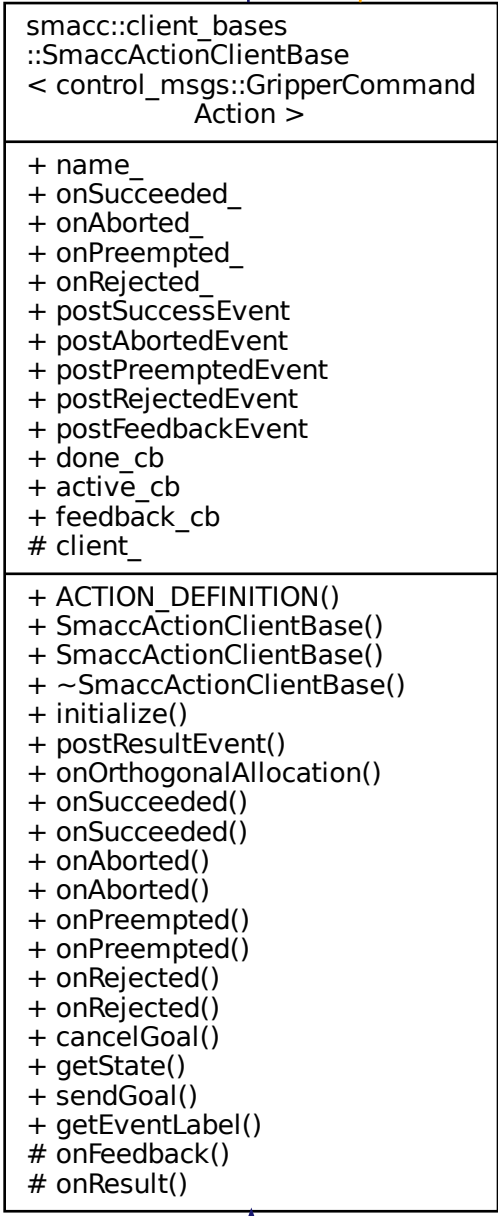 smacc::client_bases
::SmaccActionClientBase
< control_msgs::GripperCommand
Action >
+ name_
+ onSucceeded_
+ onAborted_
+ onPreempted_
+ onRejected_
+ postSuccessEvent
+ postAbortedEvent
+ postPreemptedEvent
+ postRejectedEvent
+ postFeedbackEvent
+ done_cb
+ active_cb
+ feedback_cb
# client_
+ ACTION_DEFINITION()
+ SmaccActionClientBase()
+ SmaccActionClientBase()
+ ~SmaccActionClientBase()
+ initialize()
+ postResultEvent()
+ onOrthogonalAllocation()
+ onSucceeded()
+ onSucceeded()
+ onAborted()
+ onAborted()
+ onPreempted()
+ onPreempted()
+ onRejected()
+ onRejected()
+ cancelGoal()
+ getState()
+ sendGoal()
+ getEventLabel()
# onFeedback()
# onResult()